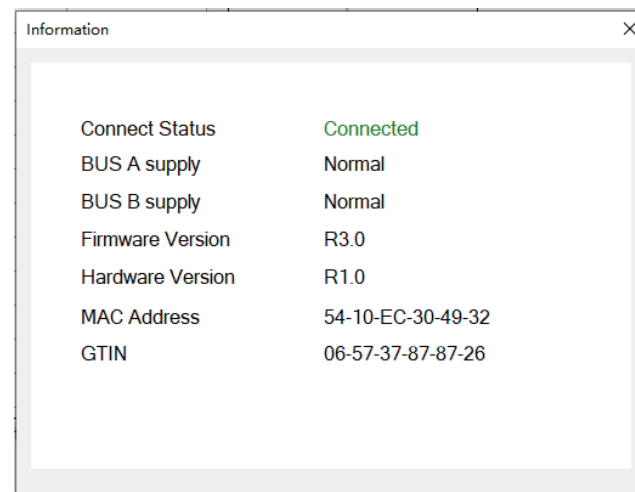 Information
Connect Status Connected
BUS A supply Normal
BUS B supply Normal
Firmware Version R3.0
Hardware Version R1.0
MAC Address 54-10-EC-30-49-32
GTIN 06-57-37-87-87-26